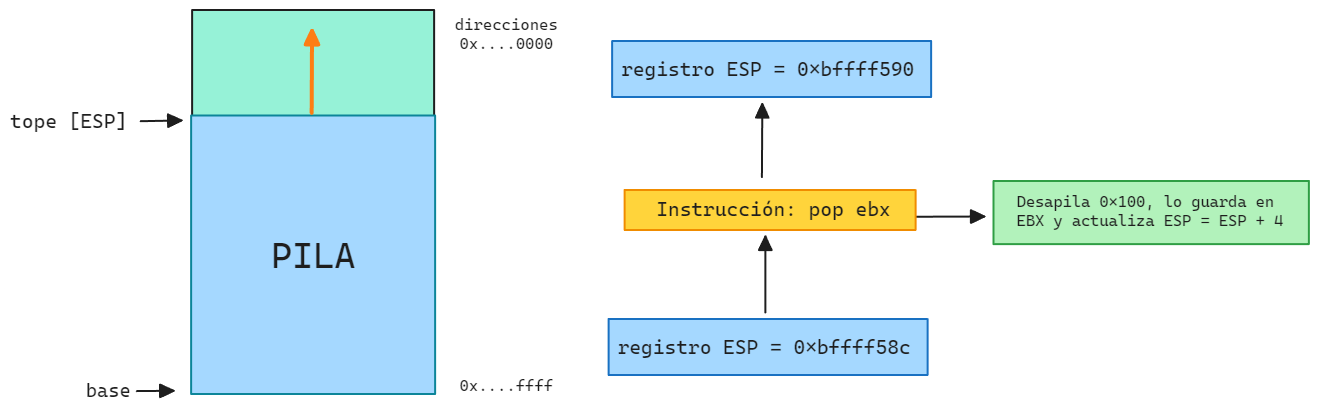 direcciones
0x....0000
tope [ESP]
PILA
base
0x....ffff
registro ESP = 0×bffff590
Instrucción: pop ebx
Desapila 0×100, lo guarda en
EBX y actualiza ESP = ESP + 4
registro ESP = 0×bffff58c